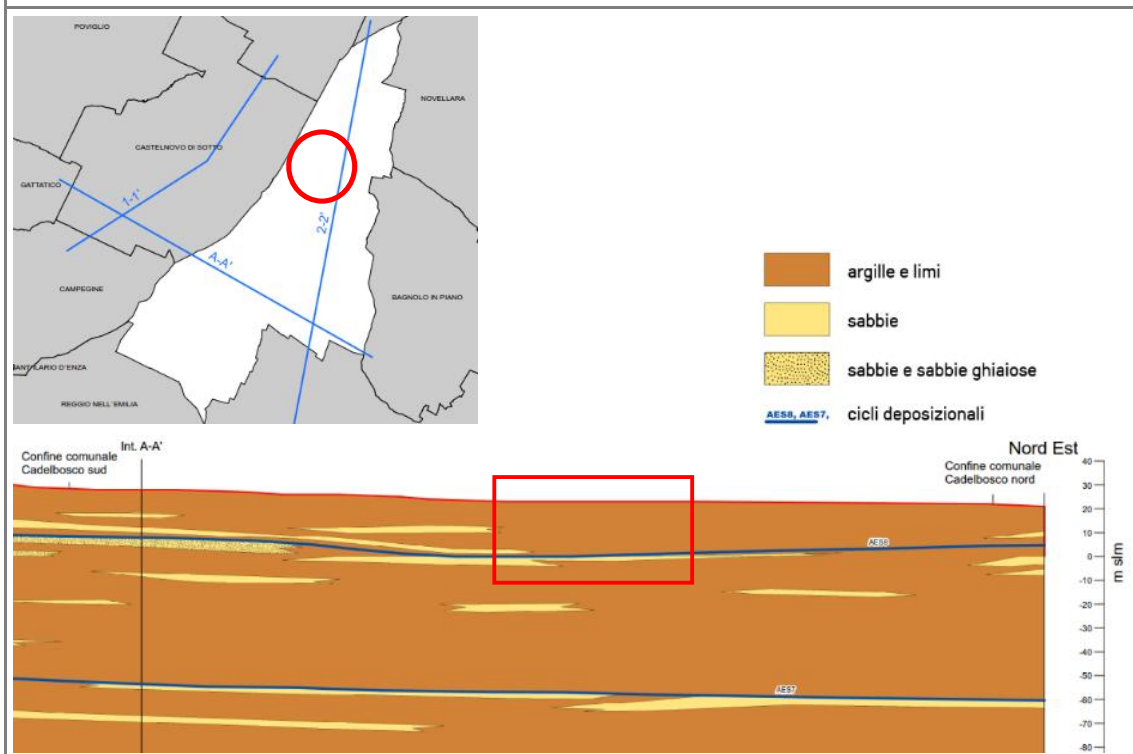 POVIGLIO
NOVELLARA
CASTELNOVO DI SOTTO
GATTATICO
1-1'
2-2'
A-A'
CAMPEGINE
BAGNOLO IN PIANO
SANT'ILARIO D'ENZA
REGGIO NELL'EMILIA
argille e limi
sabbie
sabbie e sabbie ghiaiose
AES8, AES7, cicli deposizionali
Confine comunale
Cadelbosco sud
Int. A-A'
Nord Est
Confine comunale
Cadelbosco nord
40
30
20
10
0
-10
-20
-30
-40
-50
-60
-70
-80
m slm
AES8
AES7